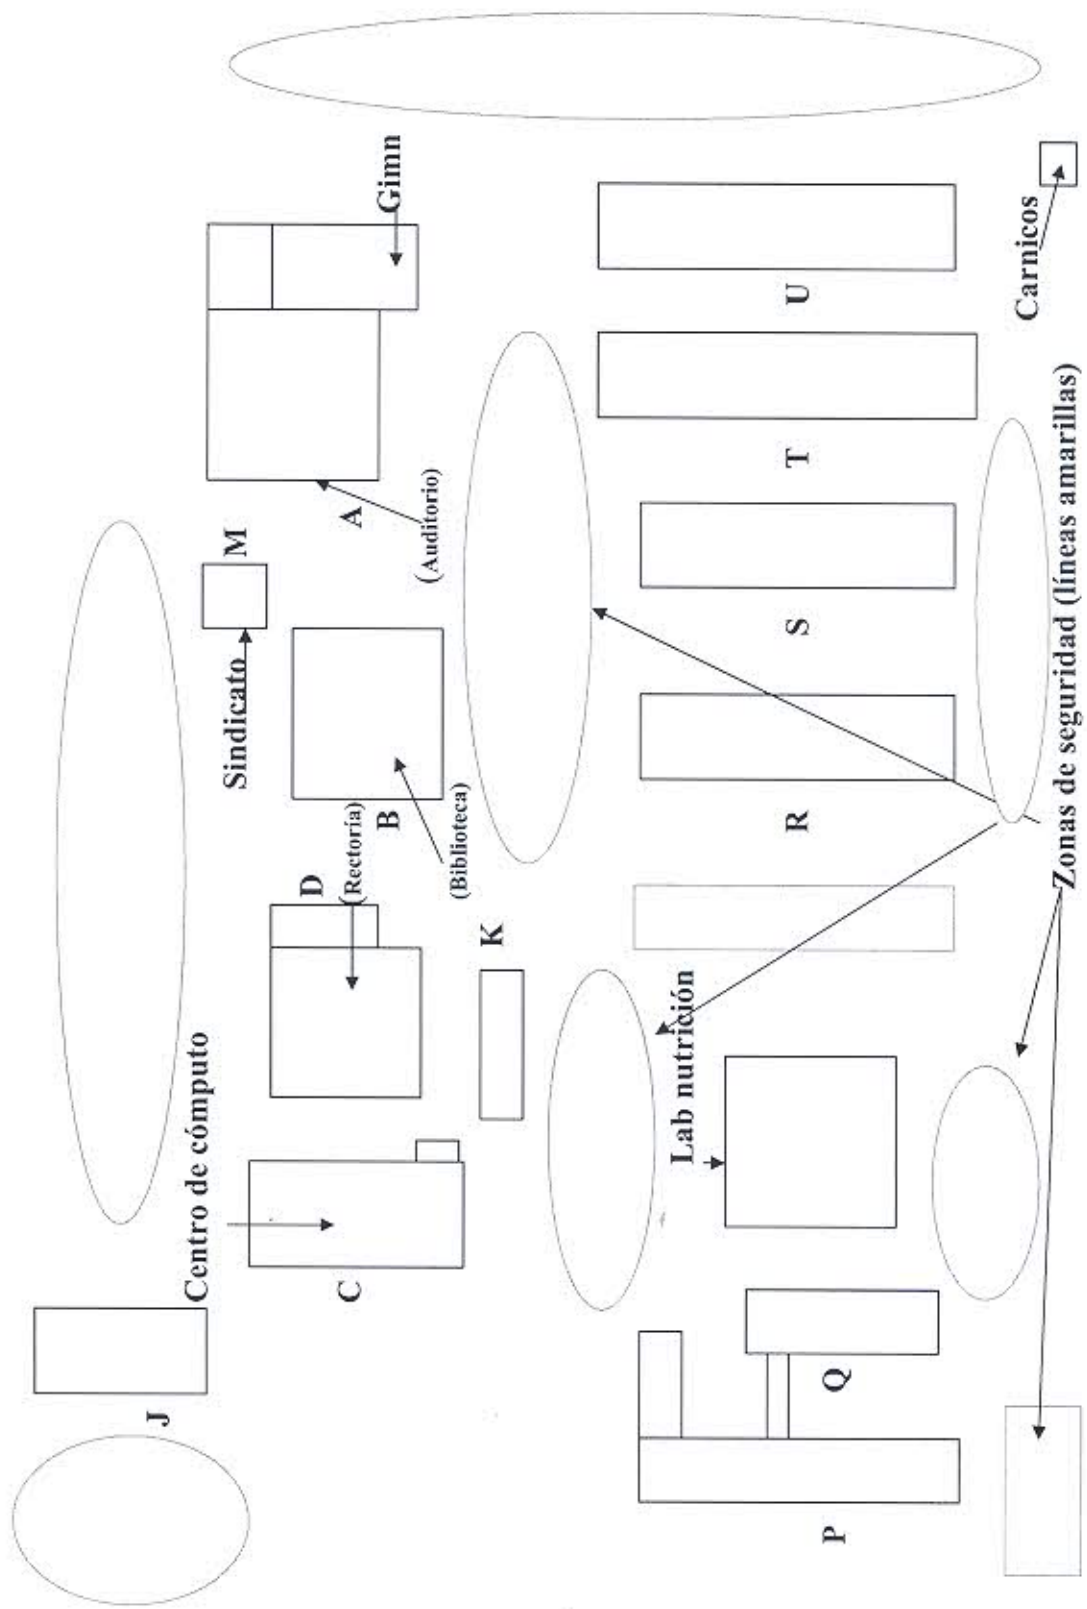 J
Centro de cómputo
Sindicato
M
C
D
(Rectoría)
B
(Biblioteca)
A
(Auditorio)
Gimn
K
Lab nutrición
P
Q
R
S
T
U
Carnicos
Zonas de seguridad (líneas amarillas)